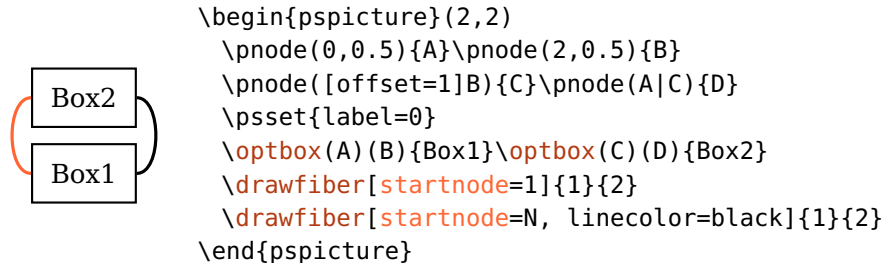 Box2
Box1
\begin{pspicture}(2,2)
  \pnode(0,0.5){A}\pnode(2,0.5){B}
  \pnode([offset=1]B){C}\pnode(A|C){D}
  \psset{label=0}
  \optbox(A)(B){Box1}\optbox(C)(D){Box2}
  \drawfiber[startnode=1]{1}{2}
  \drawfiber[startnode=N, linecolor=black]{1}{2}
\end{pspicture}